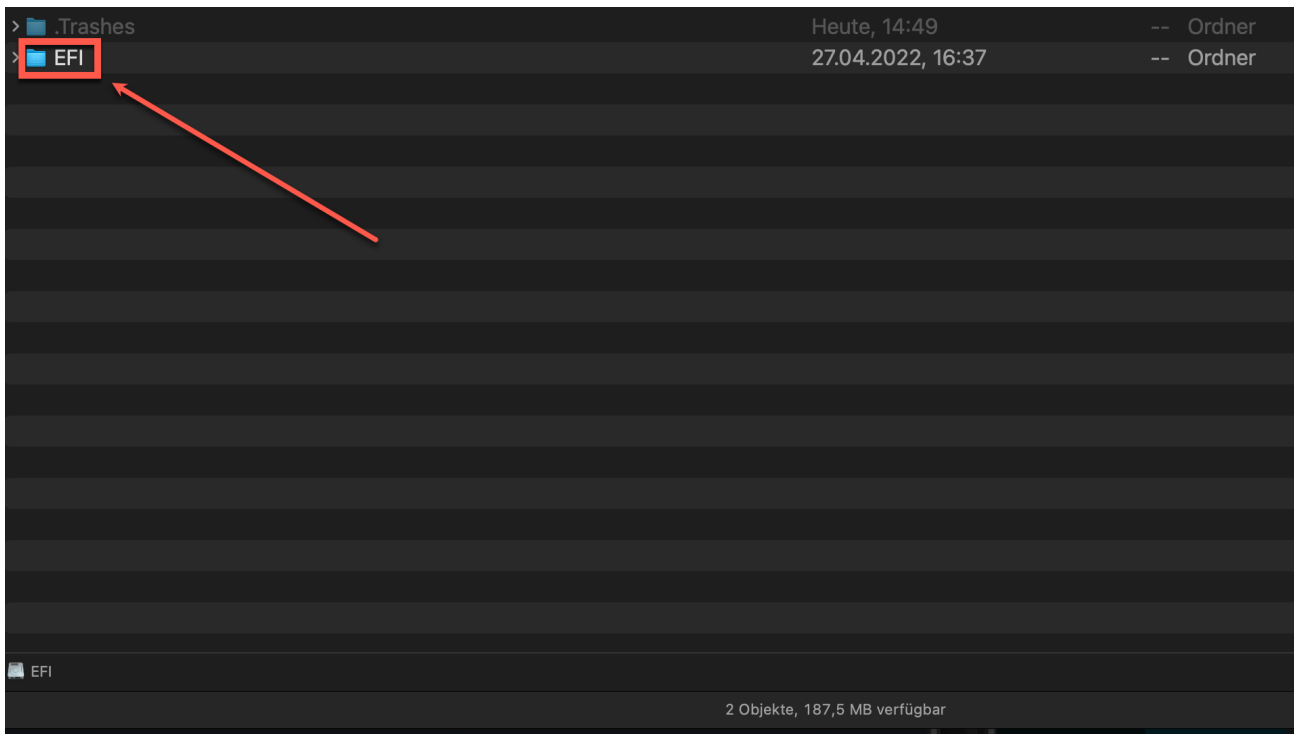 .Trashes Heute, 14:49 -- Ordner
EFI 27.04.2022, 16:37 -- Ordner
EFI
2 Objekte, 187,5 MB verfügbar